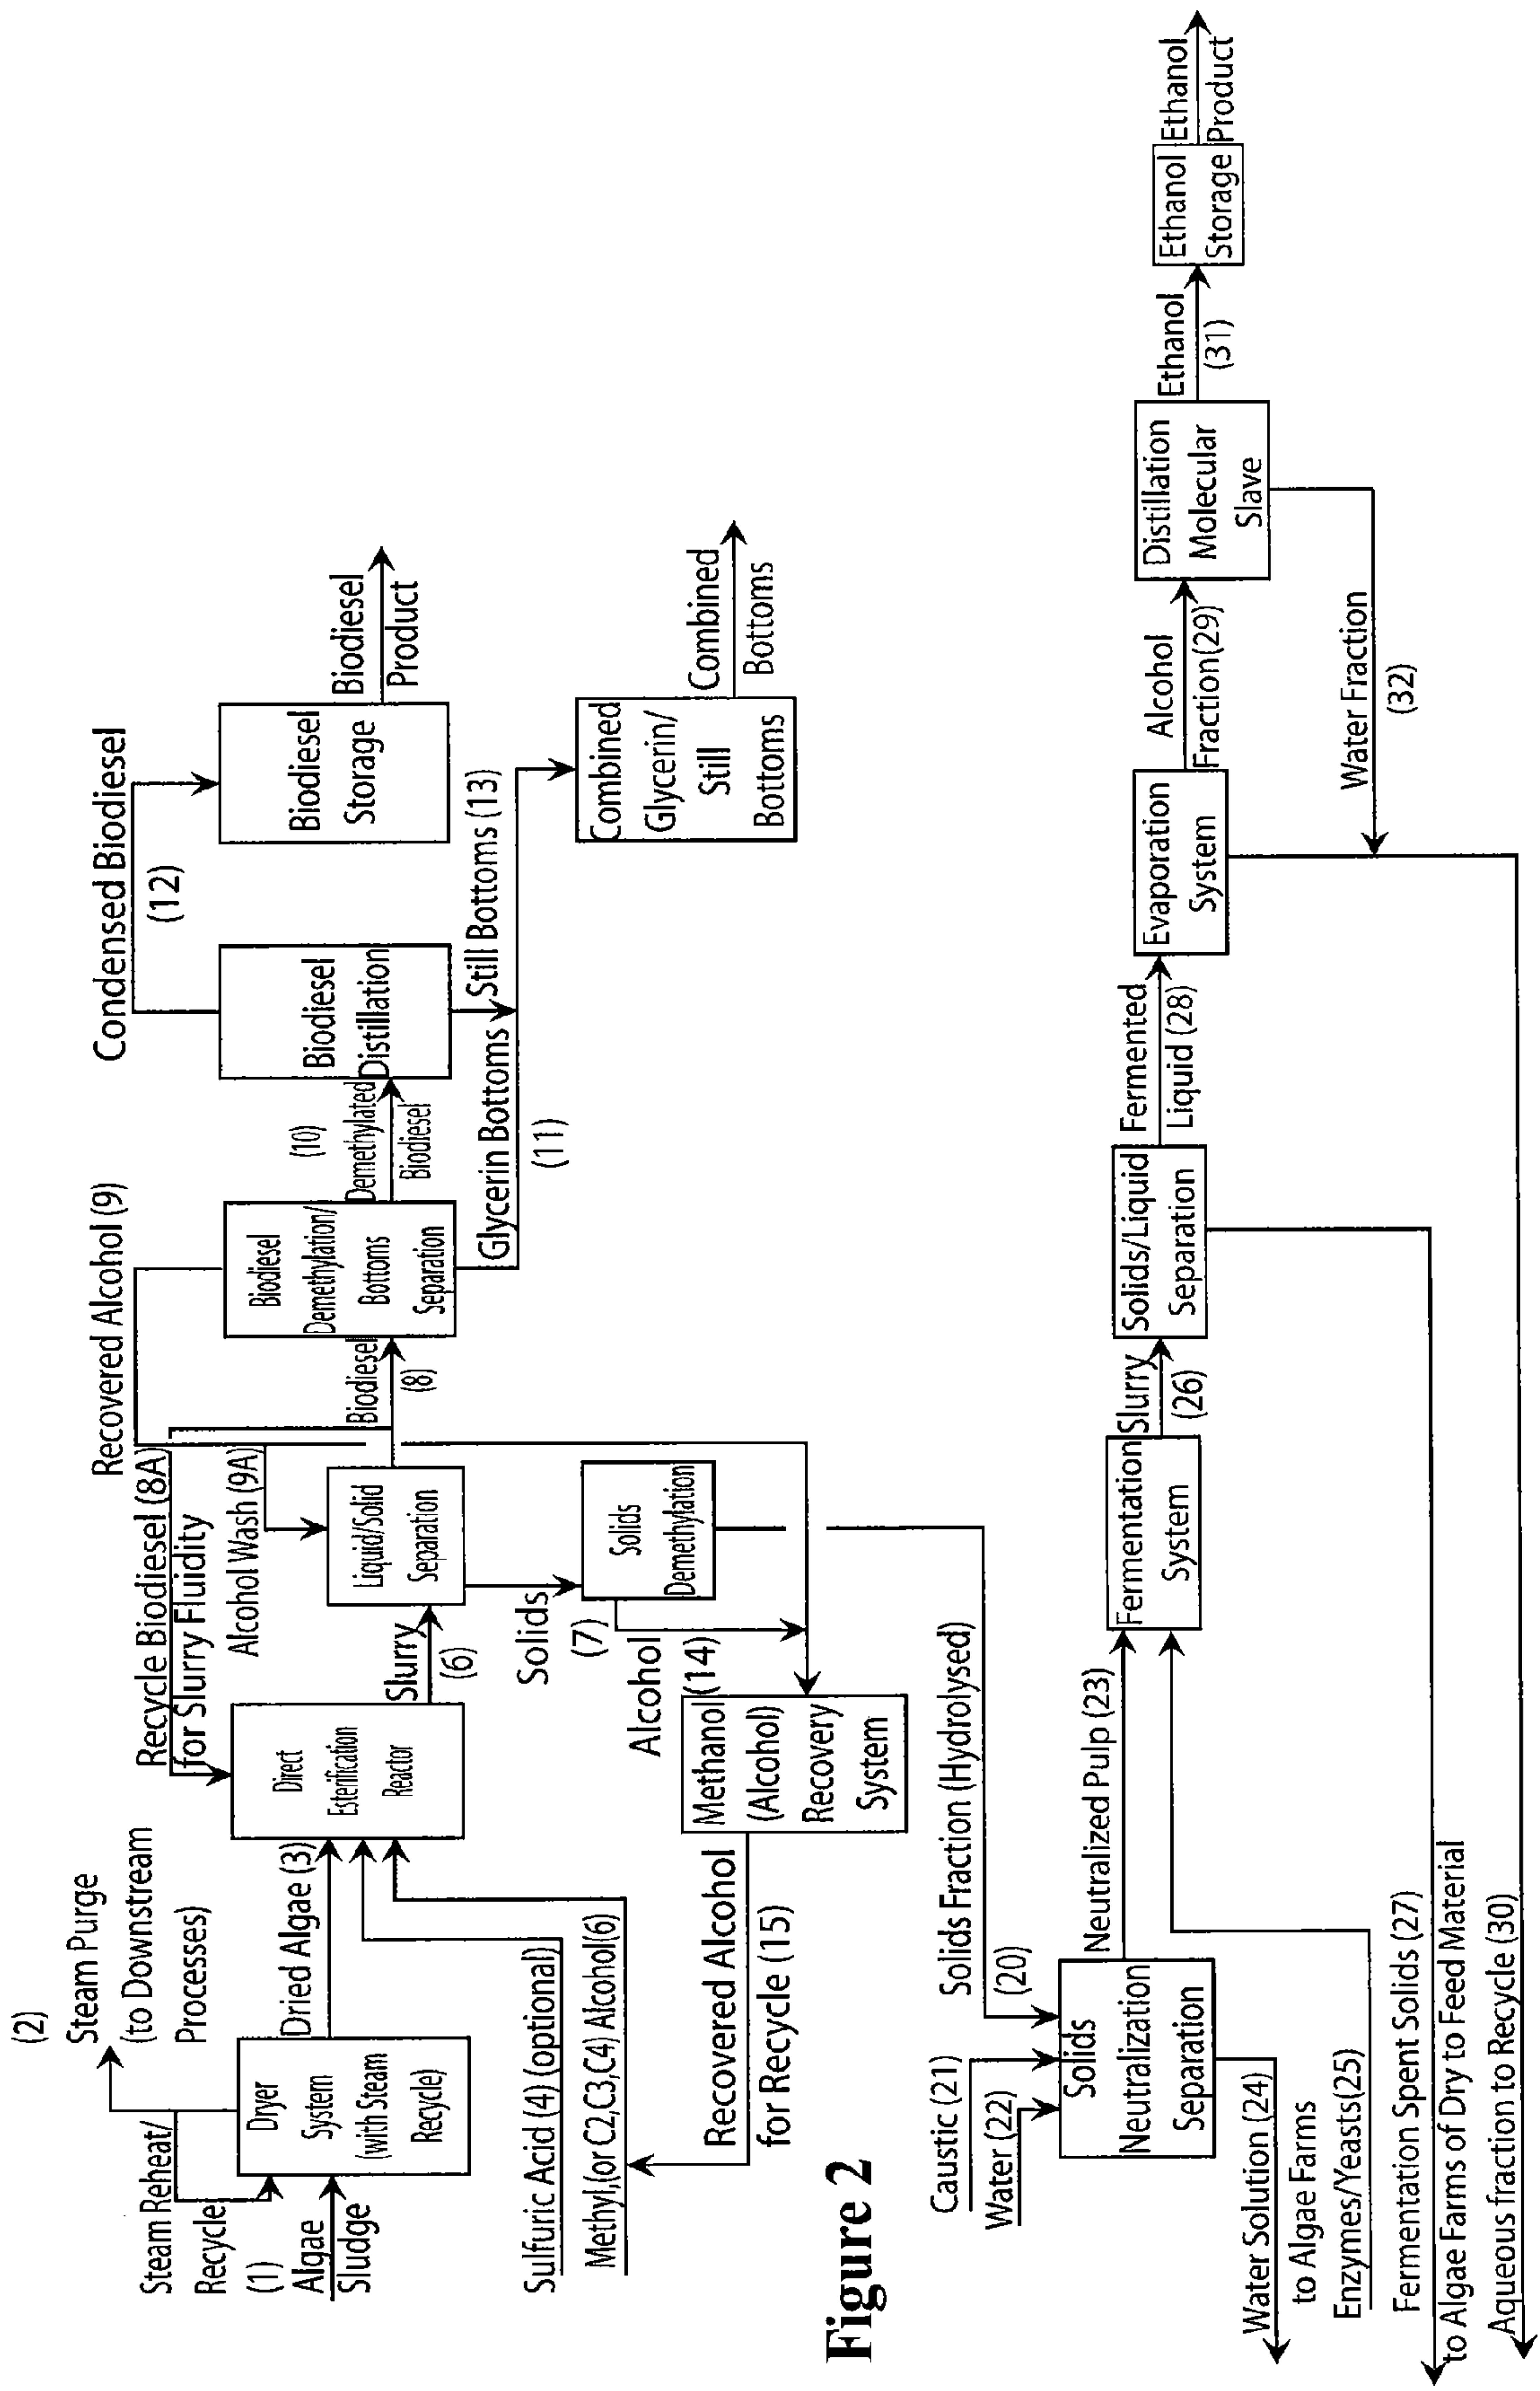 (2)
Steam Purge
(to Downstream
Processes)
Steam Reheat/
Recycle
(1)
Algae
Sludge
Dryer
System
(with Steam
Recycle)
Dried Algae (3)
Sulfuric Acid (4) (optional)
Methyl,(or C2,C3,C4) Alcohol(6)
Recycle Biodiesel (8A)
for Slurry Fluidity
Direct
Esterification
Reactor
Slurry
(6)
Recovered Alcohol (9)
Alcohol Wash (9A)
Liquid/Solid
Separation
Solids
(7)
Solids
Demethylation
Alcohol
(14)
Methanol
(Alcohol)
Recovery
System
Recovered Alcohol
for Recycle (15)
Biodiesel
(8)
Biodiesel
Demethylation/
Bottoms
Separation
(10)
Demethylated
Biodiesel
Glycerin Bottoms
(11)
Condensed Biodiesel
(12)
Biodiesel
Distillation
Still Bottoms (13)
Biodiesel
Storage
Biodiesel
Product
Combined
Glycerin/
Still
Bottoms
Combined
Bottoms
Figure 2
Solids Fraction (Hydrolysed)
(20)
Caustic (21)
Water (22)
Solids
Neutralization
Separation
Neutralized Pulp (23)
Water Solution (24)
to Algae Farms
Enzymes/Yeasts(25)
Fermentation
System
Slurry
(26)
Solids/Liquid
Separation
Fermentation Spent Solids (27)
to Algae Farms of Dry to Feed Material
Fermented
Liquid (28)
Evaporation
System
Alcohol
Fraction(29)
Aqueous fraction to Recycle (30)
Distillation
Molecular
Slave
Water Fraction
(32)
Ethanol
(31)
Ethanol
Storage
Ethanol
Product